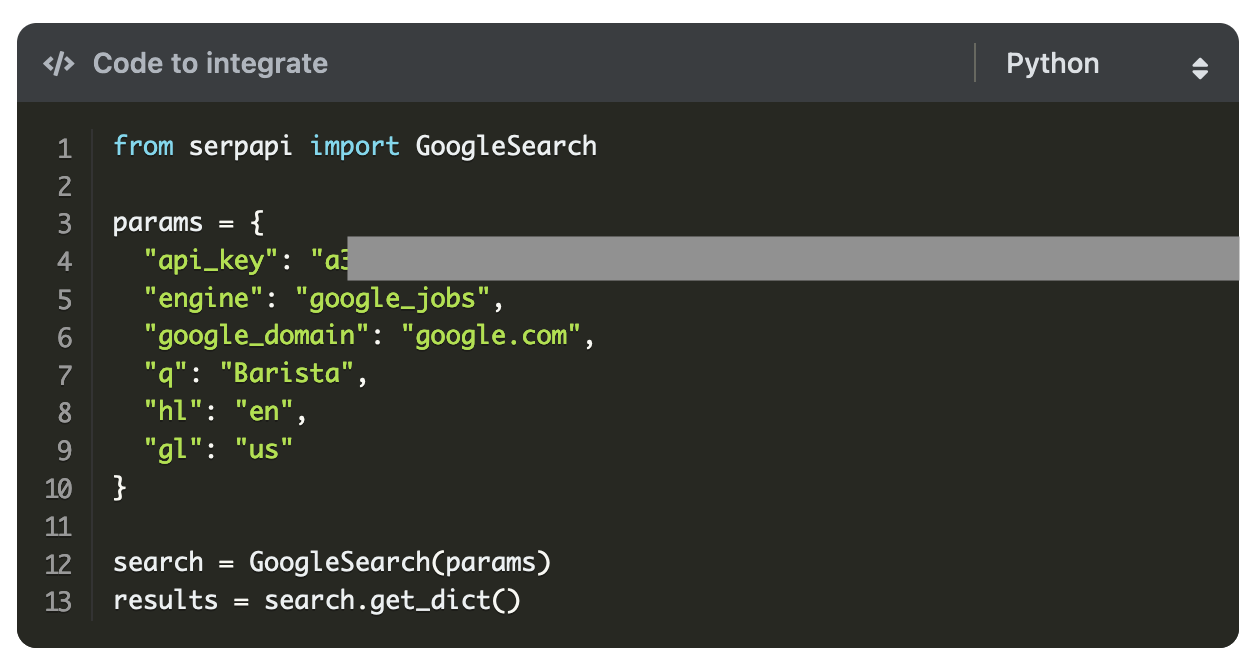 </> Code to integrate
Python
1 from serpapi import GoogleSearch
2
3 params = {
4 "api_key": "a3
5 "engine": "google_jobs",
6 "google_domain": "google.com",
7 "q": "Barista",
8 "hl": "en",
9 "gl": "us"
10 }
11
12 search = GoogleSearch(params)
13 results = search.get_dict()